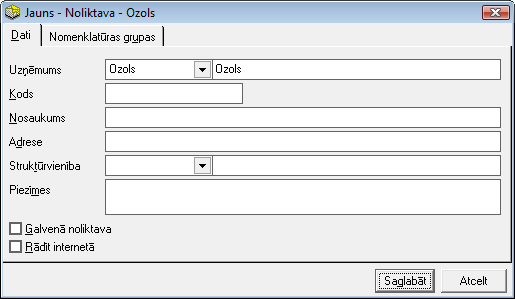 Jauns - Noliktava - Ozols
Dati Nomenklatūras grupas
Uzņēmums Ozols Ozols
Kods
Nosaukums
Adrese
Struktūrvienība
Piezīmes
Galvenā noliktava
Rādīt internetā
Saglabāt Atcelt